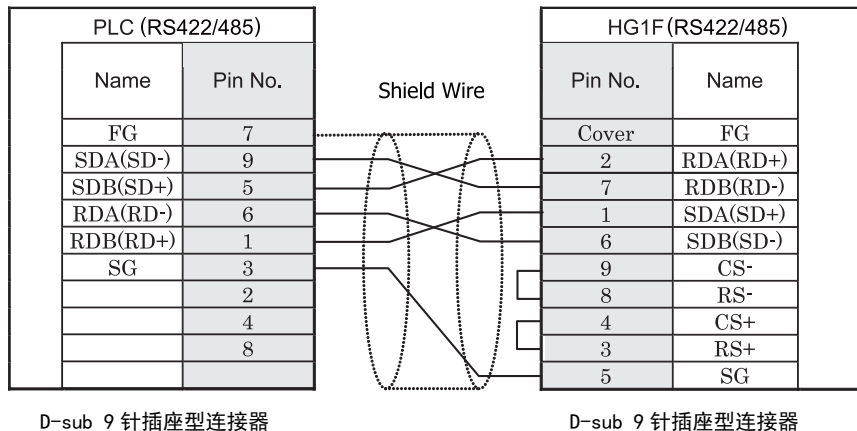 PLC (RS422/485) HG1F(RS422/485)
Name Pin No. Shield Wire Pin No. Name
FG 7 Cover FG
SDA(SD-) 9 2 RDA(RD+)
SDB(SD+) 5 7 RDB(RD-)
RDA(RD-) 6 1 SDA(SD+)
RDB(RD+) 1 6 SDB(SD-)
SG 3 9 CS-
2 8 RS-
4 4 CS+
8 3 RS+
5 SG
D-sub 9 针插座型连接器 D-sub 9 针插座型连接器